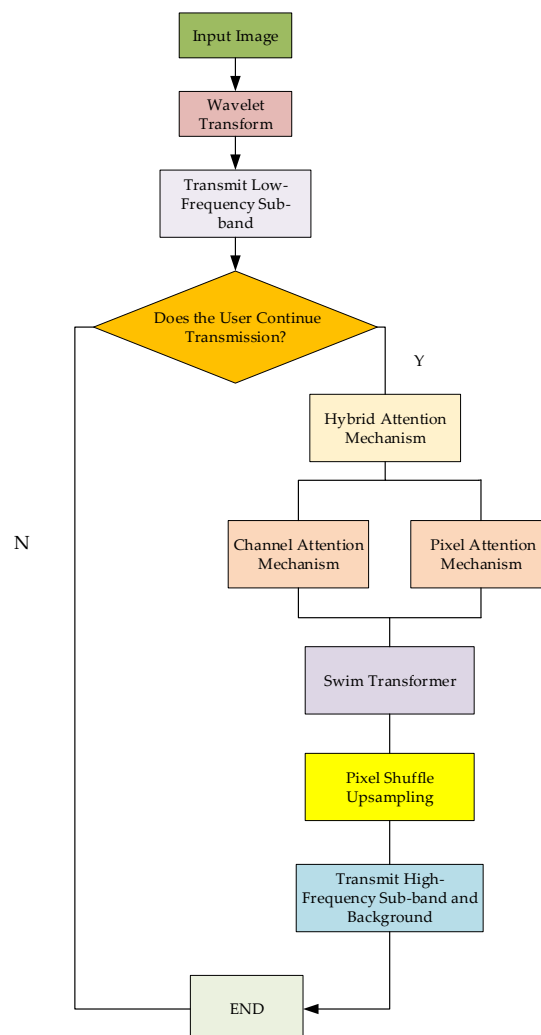 Input Image
Wavelet
Transform
Transmit Low-
Frequency Sub-
band
Does the User Continue
Transmission?
Y
Hybrid Attention
Mechanism
N
Channel Attention
Mechanism
Pixel Attention
Mechanism
Swim Transformer
Pixel Shuffle
Upsampling
Transmit High-
Frequency Sub-band and
Background
END